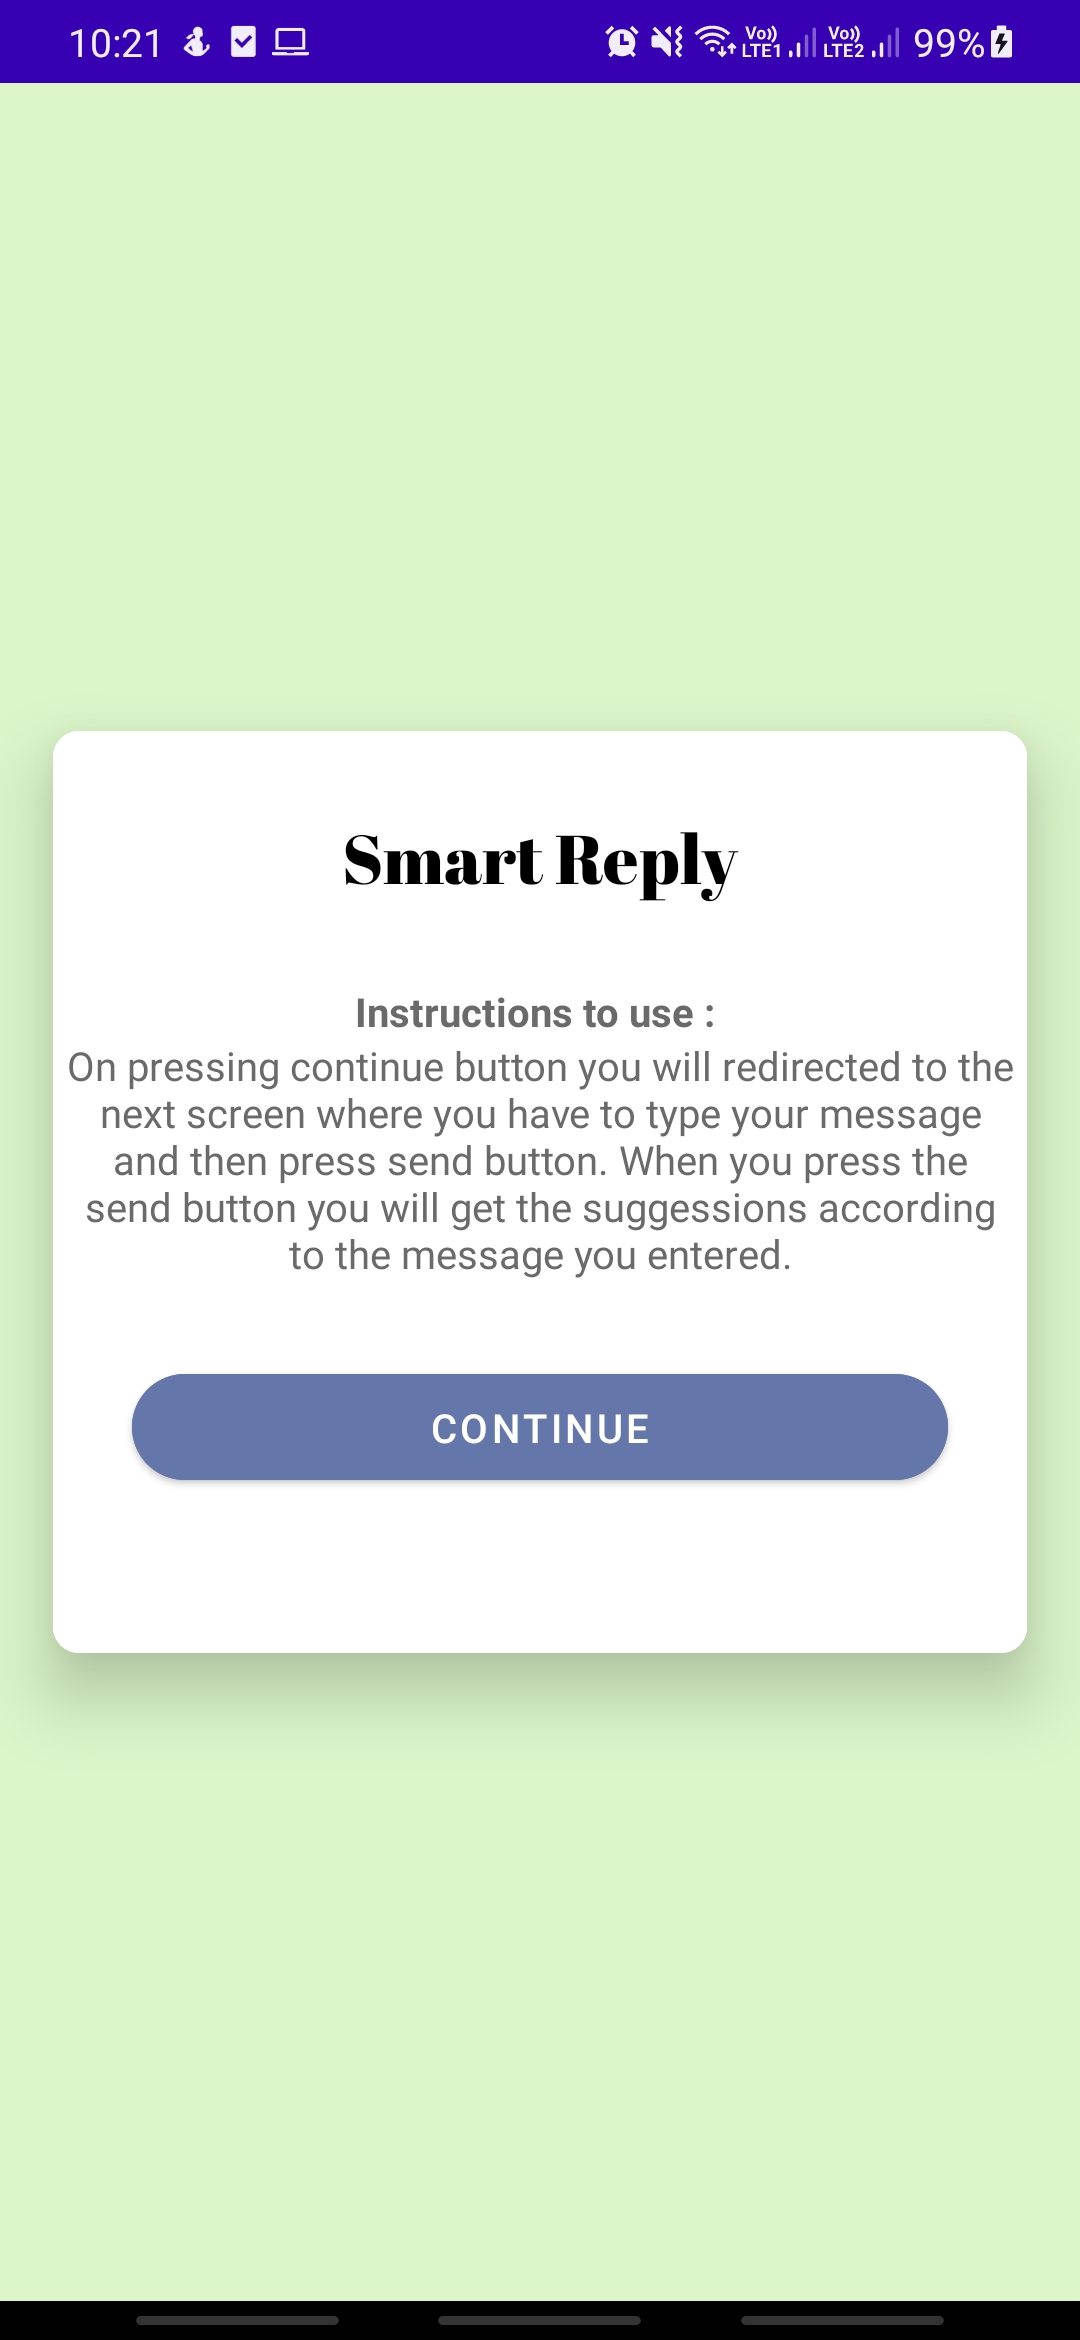 10:21
Vo)) LTE1 Vo)) LTE2 99%
Smart Reply
Instructions to use :
On pressing continue button you will redirected to the
next screen where you have to type your message
and then press send button. When you press the
send button you will get the suggessions according
to the message you entered.
CONTINUE